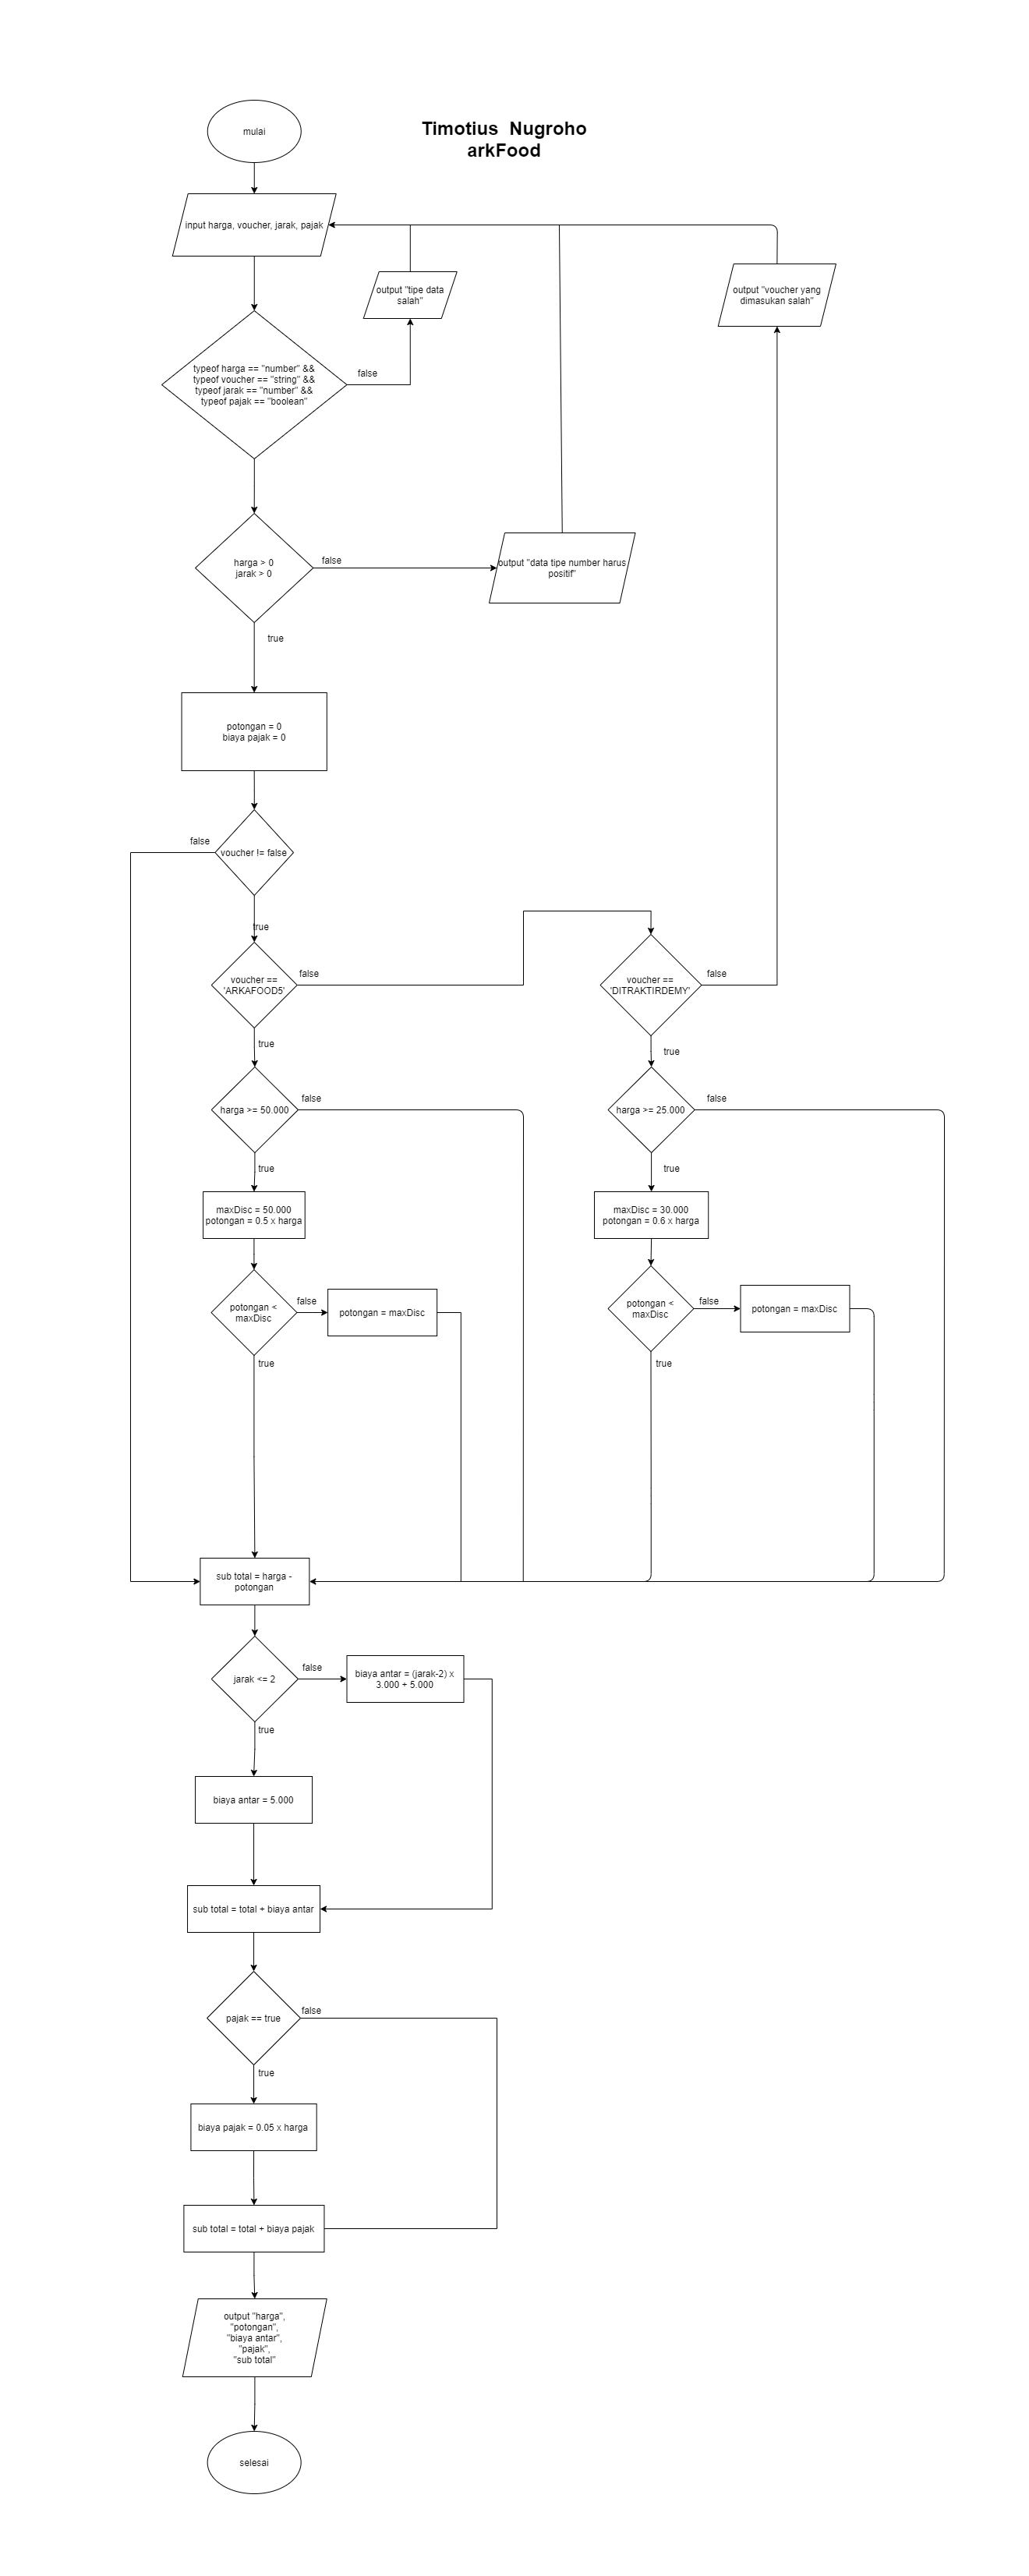 mulai
Timotius Nugroho
arkFood
input harga, voucher, jarak, pajak
output "tipe data
salah"
output "voucher yang
dimasukan salah"
typeof harga == "number" &&
typeof voucher == "string" &&
typeof jarak == "number" &&
typeof pajak == "boolean"
false
harga > 0
jarak > 0
false
output "data tipe number harus
positif"
true
potongan = 0
biaya pajak = 0
false
voucher != false
true
voucher ==
'ARKAFOOD5'
false
voucher ==
'DITRAKTIRDEMY'
false
true
true
harga >= 50.000
false
harga >= 25.000
false
true
true
maxDisc = 50.000
potongan = 0.5 x harga
maxDisc = 30.000
potongan = 0.6 x harga
potongan <
maxDisc
false
potongan = maxDisc
potongan <
maxDisc
false
potongan = maxDisc
true
true
sub total = harga -
potongan
jarak <= 2
false
biaya antar = (jarak-2) x
3.000 + 5.000
true
biaya antar = 5.000
sub total = total + biaya antar
pajak == true
false
true
biaya pajak = 0.05 x harga
sub total = total + biaya pajak
output "harga",
"potongan",
"biaya antar",
"pajak",
"sub total"
selesai